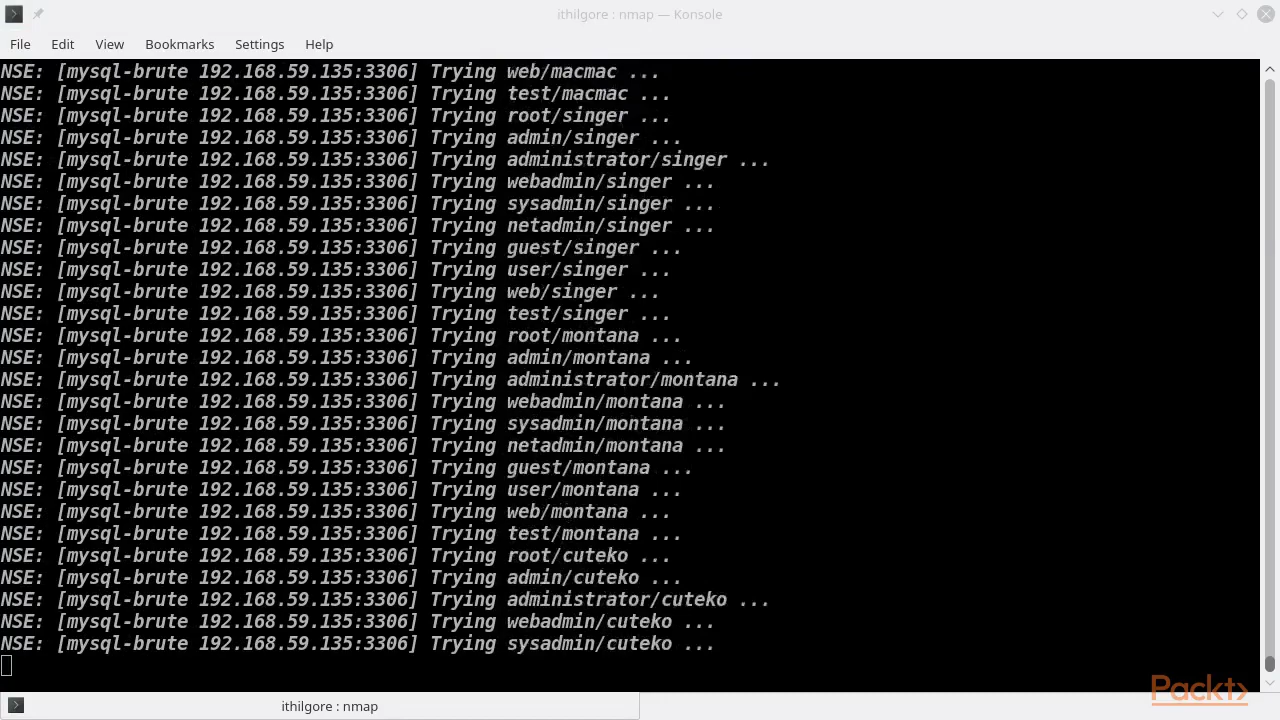 ithilgore : nmap — Konsole
File Edit View Bookmarks Settings Help
NSE: [mysql-brute 192.168.59.135:3306] Trying web/macmac ...
NSE: [mysql-brute 192.168.59.135:3306] Trying test/macmac ...
NSE: [mysql-brute 192.168.59.135:3306] Trying root/singer ...
NSE: [mysql-brute 192.168.59.135:3306] Trying admin/singer ...
NSE: [mysql-brute 192.168.59.135:3306] Trying administrator/singer ...
NSE: [mysql-brute 192.168.59.135:3306] Trying webadmin/singer ...
NSE: [mysql-brute 192.168.59.135:3306] Trying sysadmin/singer ...
NSE: [mysql-brute 192.168.59.135:3306] Trying netadmin/singer ...
NSE: [mysql-brute 192.168.59.135:3306] Trying guest/singer ...
NSE: [mysql-brute 192.168.59.135:3306] Trying user/singer ...
NSE: [mysql-brute 192.168.59.135:3306] Trying web/singer ...
NSE: [mysql-brute 192.168.59.135:3306] Trying test/singer ...
NSE: [mysql-brute 192.168.59.135:3306] Trying root/montana ...
NSE: [mysql-brute 192.168.59.135:3306] Trying admin/montana ...
NSE: [mysql-brute 192.168.59.135:3306] Trying administrator/montana ...
NSE: [mysql-brute 192.168.59.135:3306] Trying webadmin/montana ...
NSE: [mysql-brute 192.168.59.135:3306] Trying sysadmin/montana ...
NSE: [mysql-brute 192.168.59.135:3306] Trying netadmin/montana ...
NSE: [mysql-brute 192.168.59.135:3306] Trying guest/montana ...
NSE: [mysql-brute 192.168.59.135:3306] Trying user/montana ...
NSE: [mysql-brute 192.168.59.135:3306] Trying web/montana ...
NSE: [mysql-brute 192.168.59.135:3306] Trying test/montana ...
NSE: [mysql-brute 192.168.59.135:3306] Trying root/cuteko ...
NSE: [mysql-brute 192.168.59.135:3306] Trying admin/cuteko ...
NSE: [mysql-brute 192.168.59.135:3306] Trying administrator/cuteko ...
NSE: [mysql-brute 192.168.59.135:3306] Trying webadmin/cuteko ...
NSE: [mysql-brute 192.168.59.135:3306] Trying sysadmin/cuteko ...
Packt>
ithilgore : nmap